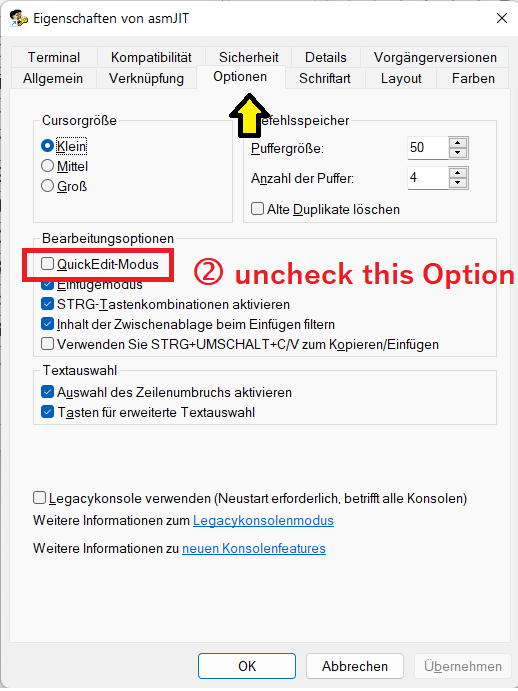 Eigenschaften von asmJIT
Terminal Kompatibilität Sicherheit Details Vorgängerversionen
Allgemein Verknüpfung Optionen Schriftart Layout Farben
Cursorgröße
Klein
Mittel
Groß
efehlsspeicher
Puffergröße: 50
Anzahl der Puffer: 4
Alte Duplikate löschen
Bearbeitungsoptionen
QuickEdit-Modus
② uncheck this Option
Einfügemodus
STRG-Tastenkombinationen aktivieren
Inhalt der Zwischenablage beim Einfügen filtern
Verwenden Sie STRG+UMSCHALT+C/V zum Kopieren/Einfügen
Textauswahl
Auswahl des Zeilenumbruchs aktivieren
Tasten für erweiterte Textauswahl
Legacykonsole verwenden (Neustart erforderlich, betrifft alle Konsolen)
Weitere Informationen zum Legacykonsolenmodus
Weitere Informationen zu neuen Konsolenfeatures
OK Abbrechen Übernehmen